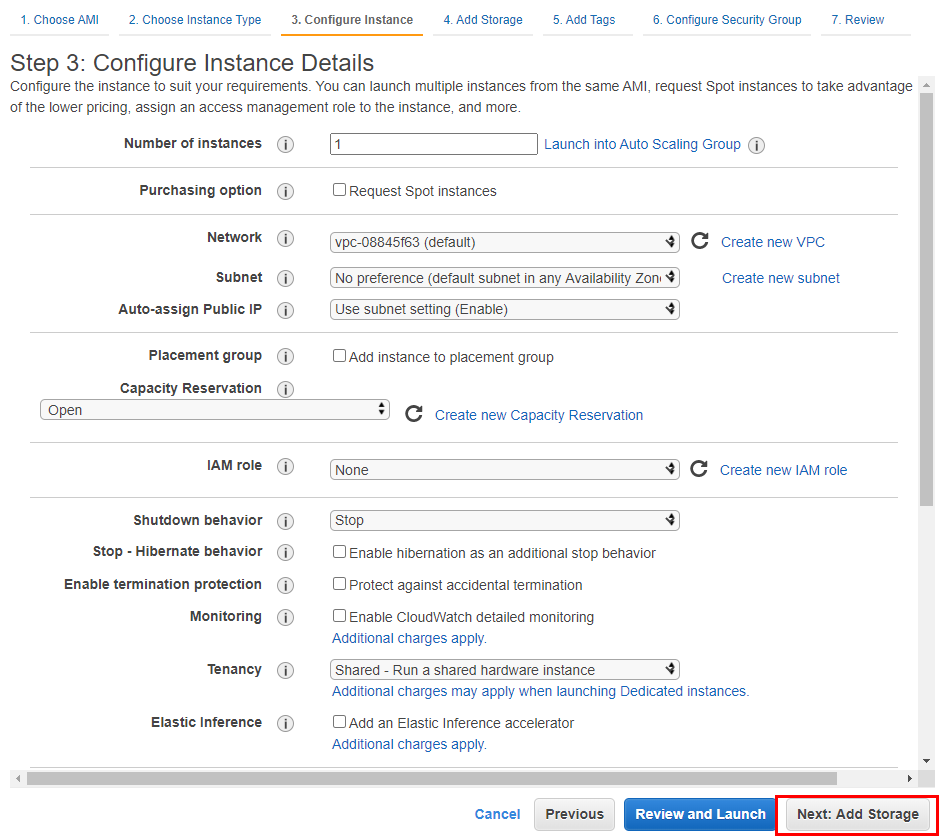 1. Choose AMI 2. Choose Instance Type 3. Configure Instance 4. Add Storage 5. Add Tags 6. Configure Security Group 7. Review
Step 3: Configure Instance Details
Configure the instance to suit your requirements. You can launch multiple instances from the same AMI, request Spot instances to take advantage
of the lower pricing, assign an access management role to the instance, and more.
Number of instances i 1 Launch into Auto Scaling Group i
Purchasing option i Request Spot instances
Network i vpc-08845f63 (default) Create new VPC
Subnet i No preference (default subnet in any Availability Zon Create new subnet
Auto-assign Public IP i Use subnet setting (Enable)
Placement group i Add instance to placement group
Capacity Reservation i
Open Create new Capacity Reservation
IAM role i None Create new IAM role
Shutdown behavior i Stop
Stop - Hibernate behavior i Enable hibernation as an additional stop behavior
Enable termination protection i Protect against accidental termination
Monitoring i Enable CloudWatch detailed monitoring
Additional charges apply.
Tenancy i Shared - Run a shared hardware instance
Additional charges may apply when launching Dedicated instances.
Elastic Inference i Add an Elastic Inference accelerator
Additional charges apply.
Cancel Previous Review and Launch Next: Add Storage